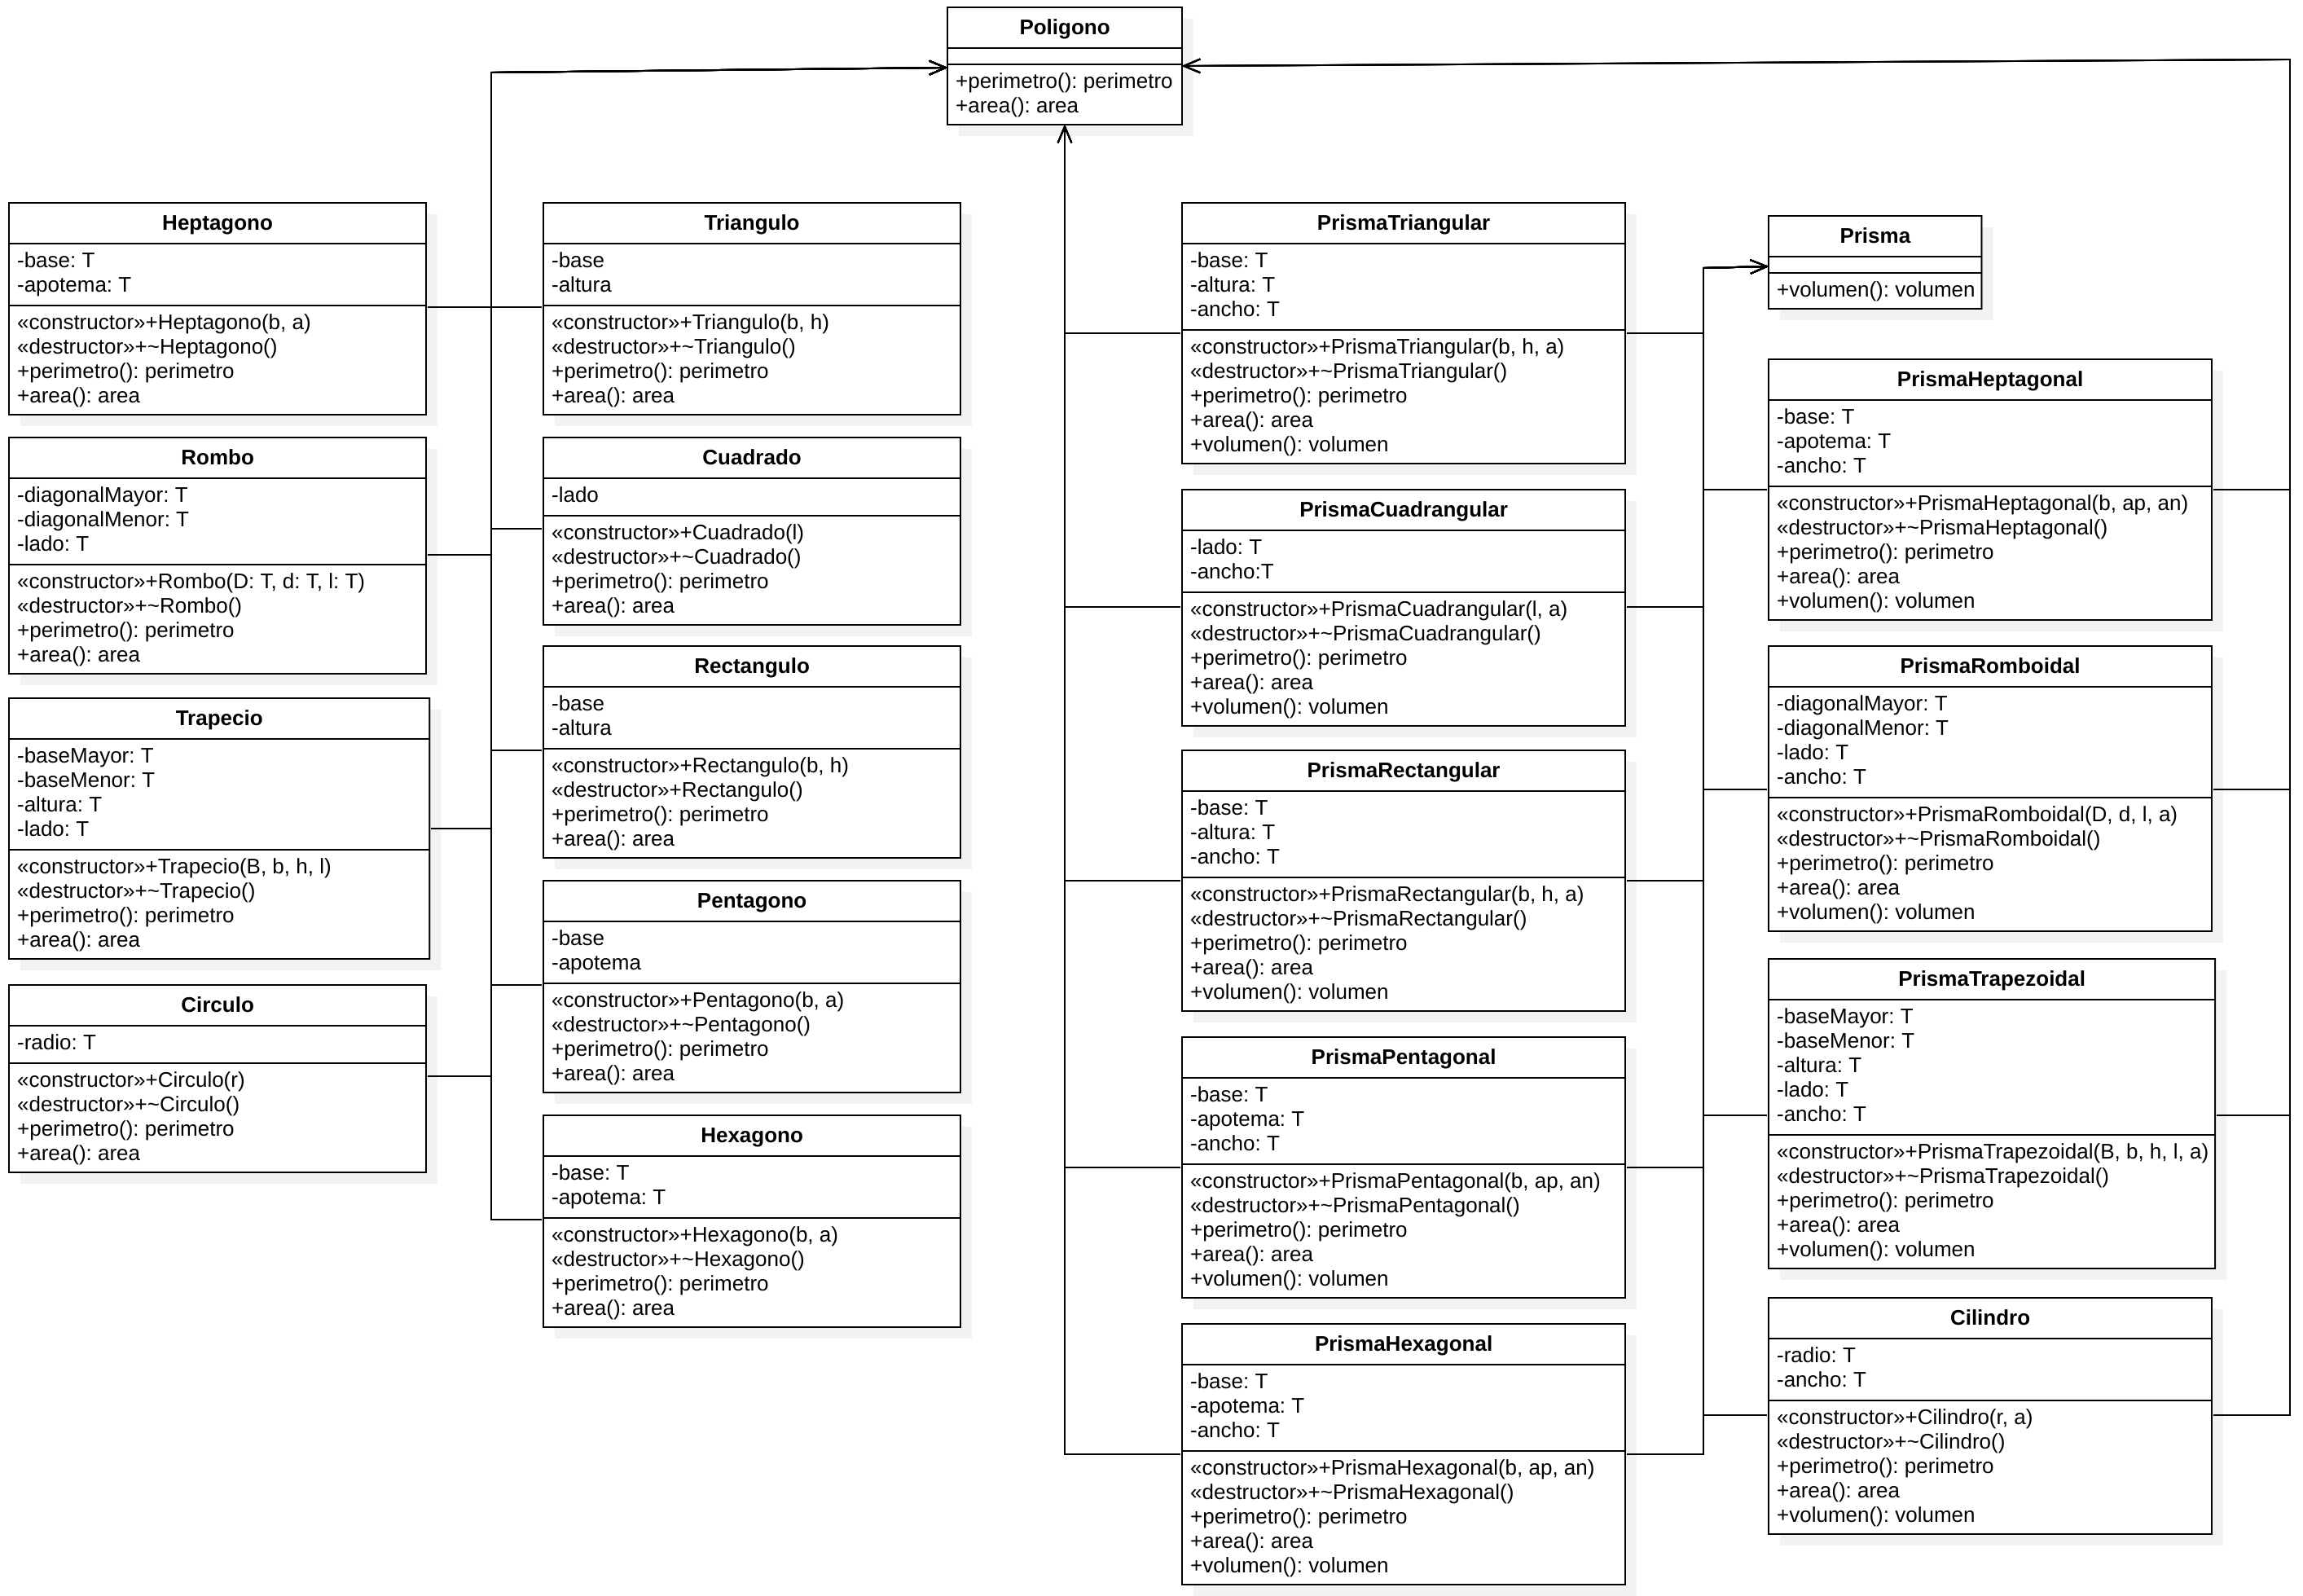 Poligono
+perimetro(): perimetro
+area(): area
Heptagono
-base: T
-apotema: T
«constructor»+Heptagono(b, a)
«destructor»+~Heptagono()
+perimetro(): perimetro
+area(): area
Rombo
-diagonalMayor: T
-diagonalMenor: T
-lado: T
«constructor»+Rombo(D: T, d: T, l: T)
«destructor»+~Rombo()
+perimetro(): perimetro
+area(): area
Trapecio
-baseMayor: T
-baseMenor: T
-altura: T
-lado: T
«constructor»+Trapecio(B, b, h, l)
«destructor»+~Trapecio()
+perimetro(): perimetro
+area(): area
Circulo
-radio: T
«constructor»+Circulo(r)
«destructor»+~Circulo()
+perimetro(): perimetro
+area(): area
Triangulo
-base
-altura
«constructor»+Triangulo(b, h)
«destructor»+~Triangulo()
+perimetro(): perimetro
+area(): area
Cuadrado
-lado
«constructor»+Cuadrado(l)
«destructor»+~Cuadrado()
+perimetro(): perimetro
+area(): area
Rectangulo
-base
-altura
«constructor»+Rectangulo(b, h)
«destructor»+Rectangulo()
+perimetro(): perimetro
+area(): area
Pentagono
-base
-apotema
«constructor»+Pentagono(b, a)
«destructor»+~Pentagono()
+perimetro(): perimetro
+area(): area
Hexagono
-base: T
-apotema: T
«constructor»+Hexagono(b, a)
«destructor»+~Hexagono()
+perimetro(): perimetro
+area(): area
PrismaTriangular
-base: T
-altura: T
-ancho: T
«constructor»+PrismaTriangular(b, h, a)
«destructor»+~PrismaTriangular()
+perimetro(): perimetro
+area(): area
+volumen(): volumen
PrismaCuadrangular
-lado: T
-ancho:T
«constructor»+PrismaCuadrangular(l, a)
«destructor»+~PrismaCuadrangular()
+perimetro(): perimetro
+area(): area
+volumen(): volumen
PrismaRectangular
-base: T
-altura: T
-ancho: T
«constructor»+PrismaRectangular(b, h, a)
«destructor»+~PrismaRectangular()
+perimetro(): perimetro
+area(): area
+volumen(): volumen
PrismaPentagonal
-base: T
-apotema: T
-ancho: T
«constructor»+PrismaPentagonal(b, ap, an)
«destructor»+~PrismaPentagonal()
+perimetro(): perimetro
+area(): area
+volumen(): volumen
PrismaHexagonal
-base: T
-apotema: T
-ancho: T
«constructor»+PrismaHexagonal(b, ap, an)
«destructor»+~PrismaHexagonal()
+perimetro(): perimetro
+area(): area
+volumen(): volumen
Prisma
+volumen(): volumen
PrismaHeptagonal
-base: T
-apotema: T
-ancho: T
«constructor»+PrismaHeptagonal(b, ap, an)
«destructor»+~PrismaHeptagonal()
+perimetro(): perimetro
+area(): area
+volumen(): volumen
PrismaRomboidal
-diagonalMayor: T
-diagonalMenor: T
-lado: T
-ancho: T
«constructor»+PrismaRomboidal(D, d, l, a)
«destructor»+~PrismaRomboidal()
+perimetro(): perimetro
+area(): area
+volumen(): volumen
PrismaTrapezoidal
-baseMayor: T
-baseMenor: T
-altura: T
-lado: T
-ancho: T
«constructor»+PrismaTrapezoidal(B, b, h, l, a)
«destructor»+~PrismaTrapezoidal()
+perimetro(): perimetro
+area(): area
+volumen(): volumen
Cilindro
-radio: T
-ancho: T
«constructor»+Cilindro(r, a)
«destructor»+~Cilindro()
+perimetro(): perimetro
+area(): area
+volumen(): volumen